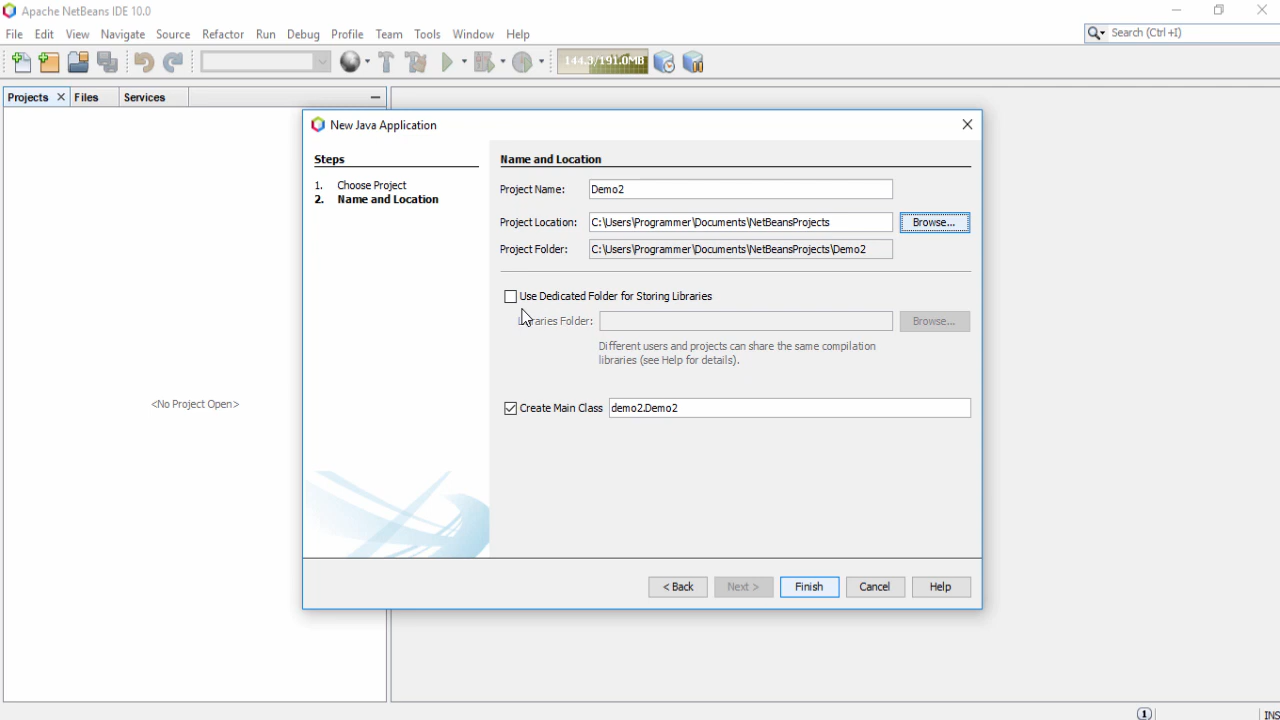 Apache NetBeans IDE 10.0
File Edit View Navigate Source Refactor Run Debug Profile Team Tools Window Help
Search (Ctrl+I)
144.3/191.0MB
Projects Files Services
New Java Application
Steps
1. Choose Project
2. Name and Location
Name and Location
Project Name: Demo2
Project Location: C:\Users\Programmer\Documents\NetBeansProjects Browse...
Project Folder: C:\Users\Programmer\Documents\NetBeansProjects\Demo2
Use Dedicated Folder for Storing Libraries
raries Folder: Browse...
Different users and projects can share the same compilation
libraries (see Help for details).
<No Project Open>
Create Main Class demo2.Demo2
< Back Next > Finish Cancel Help
1 INS